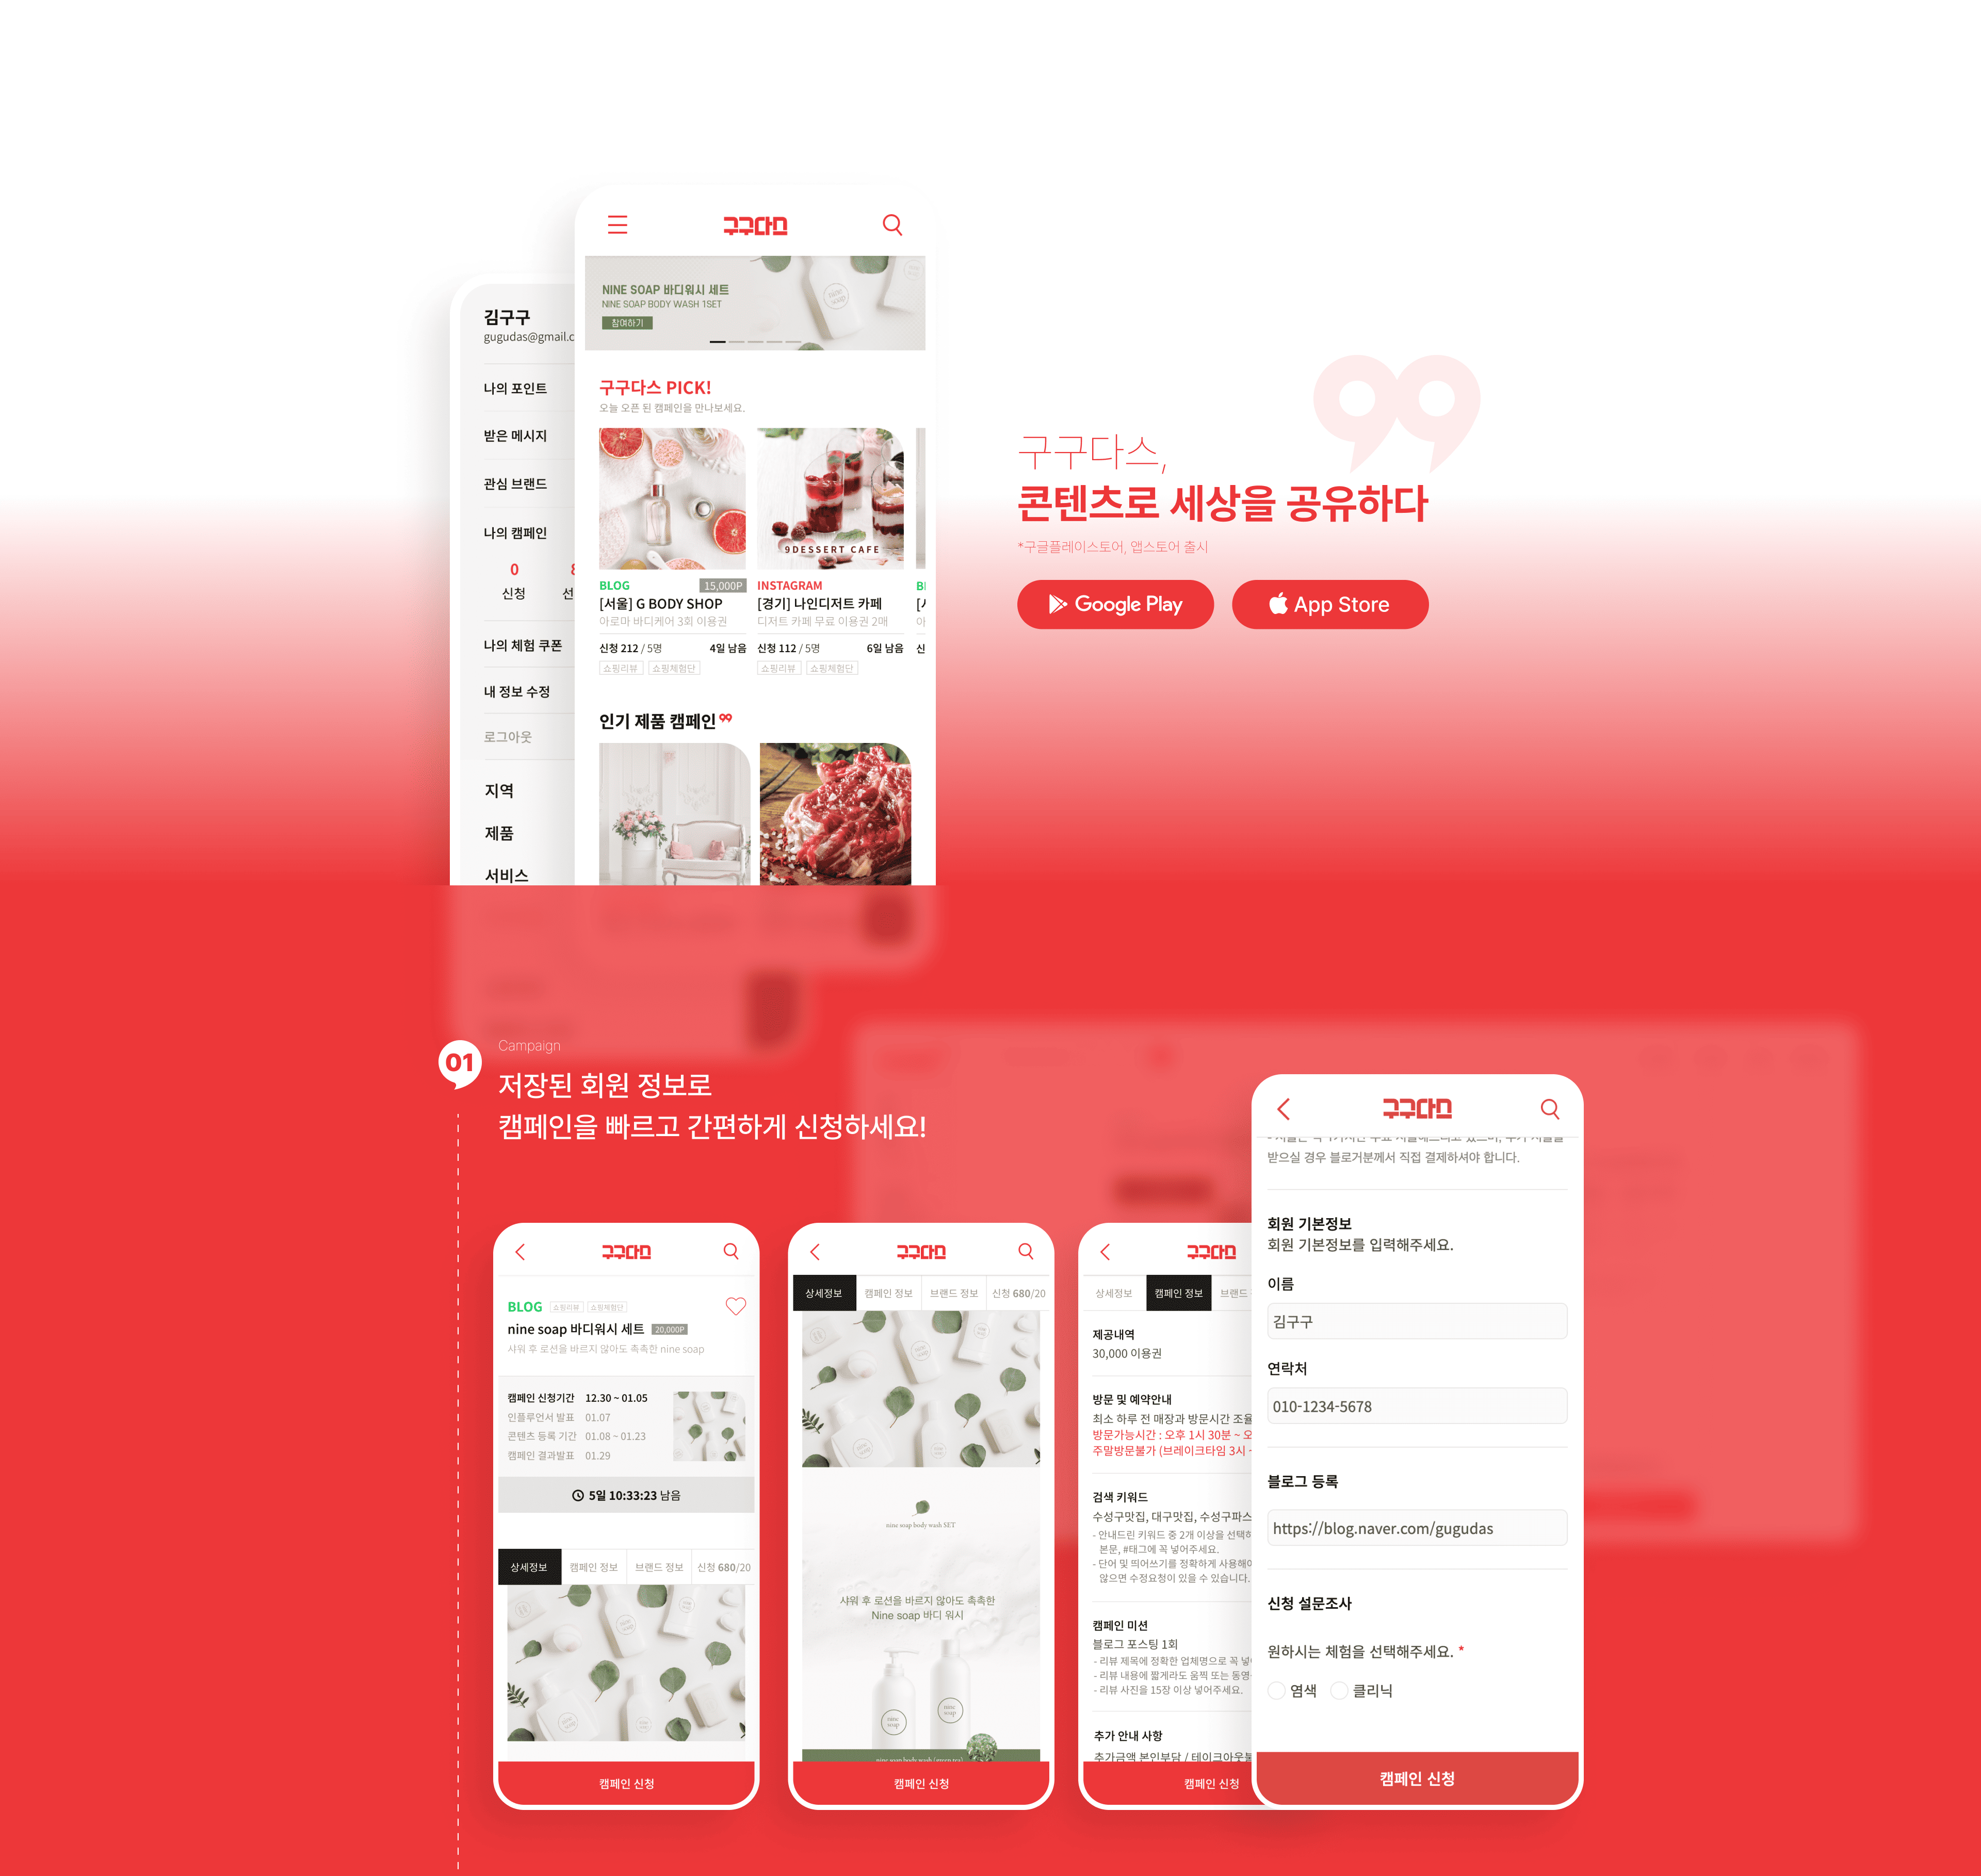 김구구
gugudas@gmail.c
나의 포인트
받은 메시지
관심 브랜드
나의 캠페인
0
신청
선
나의 체험 쿠폰
내 정보 수정
로그아웃
지역
제품
서비스
구구다스
NINE SOAP 바디워시 세트
NINE SOAP BODY WASH 1SET
참여하기
구구다스 PICK!
오늘 오픈 된 캠페인을 만나보세요.
9DESSERT CAFE
BLOG 15,000P
[서울] G BODY SHOP
아로마 바디케어 3회 이용권
신청 212 / 5명 4일 남음
쇼핑리뷰 쇼핑체험단
INSTAGRAM
[경기] 나인디저트 카페
디저트 카페 무료 이용권 2매
신청 112 / 5명 6일 남음
쇼핑리뷰 쇼핑체험단
인기 제품 캠페인
구구다스,
콘텐츠로 세상을 공유하다
*구글플레이스토어, 앱스토어 출시
Google Play
App Store
01
Campaign
저장된 회원 정보로
캠페인을 빠르고 간편하게 신청하세요!
구구다스
BLOG 쇼핑리뷰 쇼핑체험단
nine soap 바디워시 세트 20,000P
샤워 후 로션을 바르지 않아도 촉촉한 nine soap
캠페인 신청기간 12.30 ~ 01.05
인플루언서 발표 01.07
콘텐츠 등록 기간 01.08 ~ 01.23
캠페인 결과발표 01.29
5일 10:33:23 남음
상세정보 캠페인 정보 브랜드 정보 신청 680/20
캠페인 신청
구구다스
상세정보 캠페인 정보 브랜드 정보 신청 680/20
nine soap body wash SET
샤워 후 로션을 바르지 않아도 촉촉한
Nine soap 바디 워시
nine soap
nine soap
nine soap body wash (green tea)
캠페인 신청
구구다스
상세정보 캠페인 정보 브랜드
제공내역
30,000 이용권
방문 및 예약안내
최소 하루 전 매장과 방문시간 조율
방문가능시간 : 오후 1시 30분 ~ 오
주말방문불가 (브레이크타임 3시 ~
검색 키워드
수성구맛집, 대구맛집, 수성구파스
- 안내드린 키워드 중 2개 이상을 선택하
본문, #태그에 꼭 넣어주세요.
- 단어 및 띄어쓰기를 정확하게 사용해야
않으면 수정요청이 있을 수 있습니다.
캠페인 미션
블로그 포스팅 1회
- 리뷰 제목에 정확한 업체명으로 꼭 넣
- 리뷰 내용에 짧게라도 움찍 또는 동영
- 리뷰 사진을 15장 이상 넣어주세요.
추가 안내 사항
추가금액 본인부담 / 테이크아웃불
캠페인 신청
구구다스
받으실 경우 블로거분께서 직접 결제하셔야 합니다.
회원 기본정보
회원 기본정보를 입력해주세요.
이름
김구구
연락처
010-1234-5678
블로그 등록
https://blog.naver.com/gugudas
신청 설문조사
원하시는 체험을 선택해주세요. *
염색 클리닉
캠페인 신청